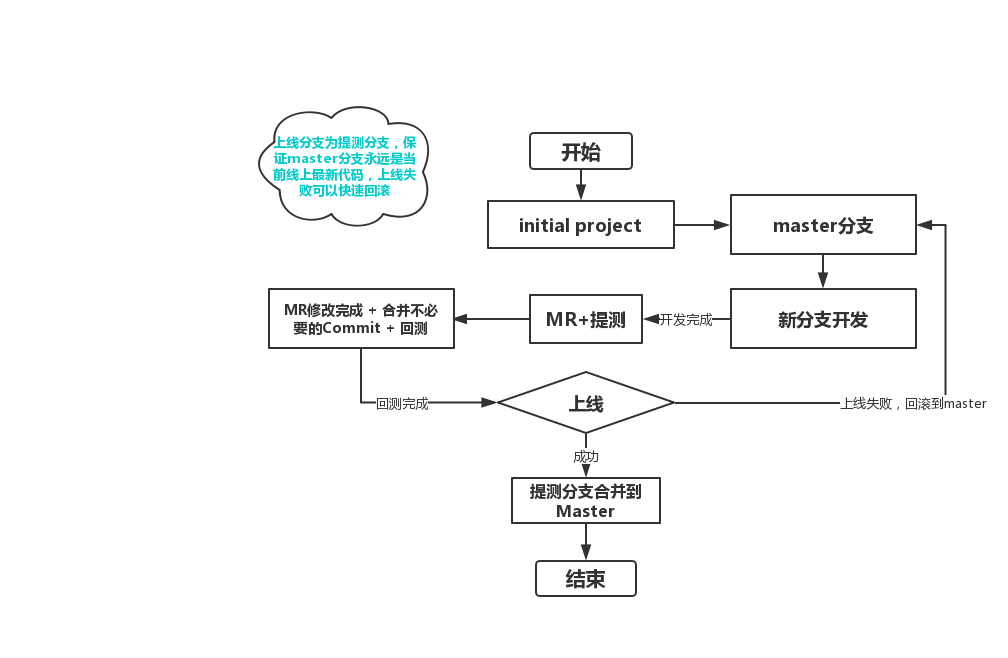 上线分支为提测分支，保
证master分支永远是当
前线上最新代码，上线失
败可以快速回滚
开始
initial project
master分支
MR修改完成 + 合并不必
要的Commit + 回测
MR+提测
开发完成
新分支开发
回测完成
上线
上线失败，回滚到master
成功
提测分支合并到
Master
结束